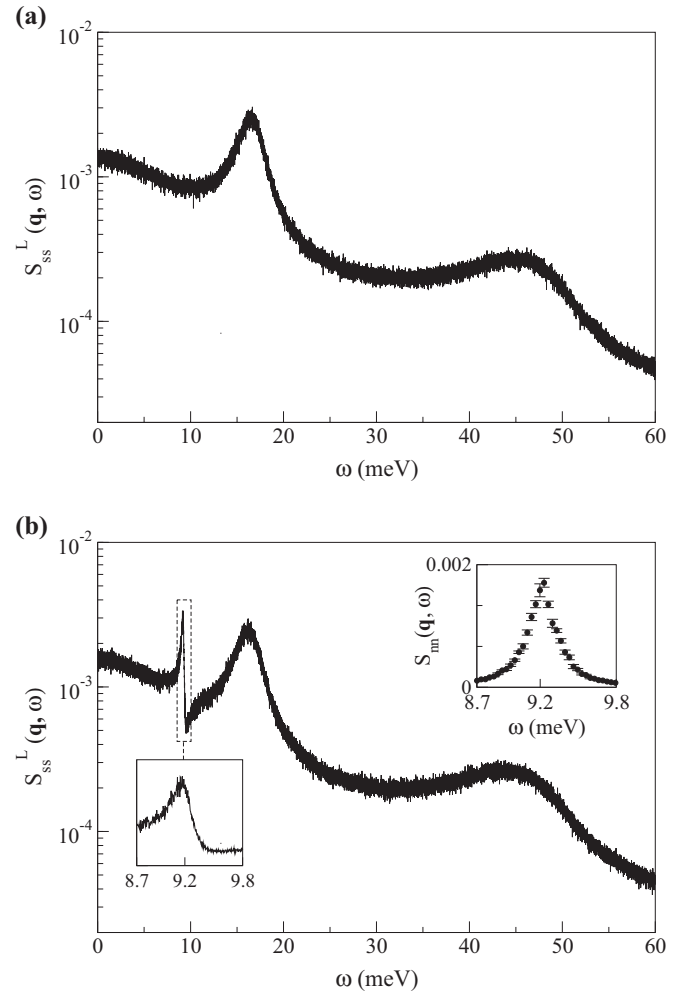 (a)
10⁻²
10⁻³
10⁻⁴
S_ss^L (q, ω)
0 10 20 30 40 50 60
ω (meV)
(b)
10⁻²
10⁻³
10⁻⁴
S_ss^L (q, ω)
0.002
0
S_nn(q, ω)
8.7 9.2 9.8
ω (meV)
8.7 9.2 9.8
0 10 20 30 40 50 60
ω (meV)